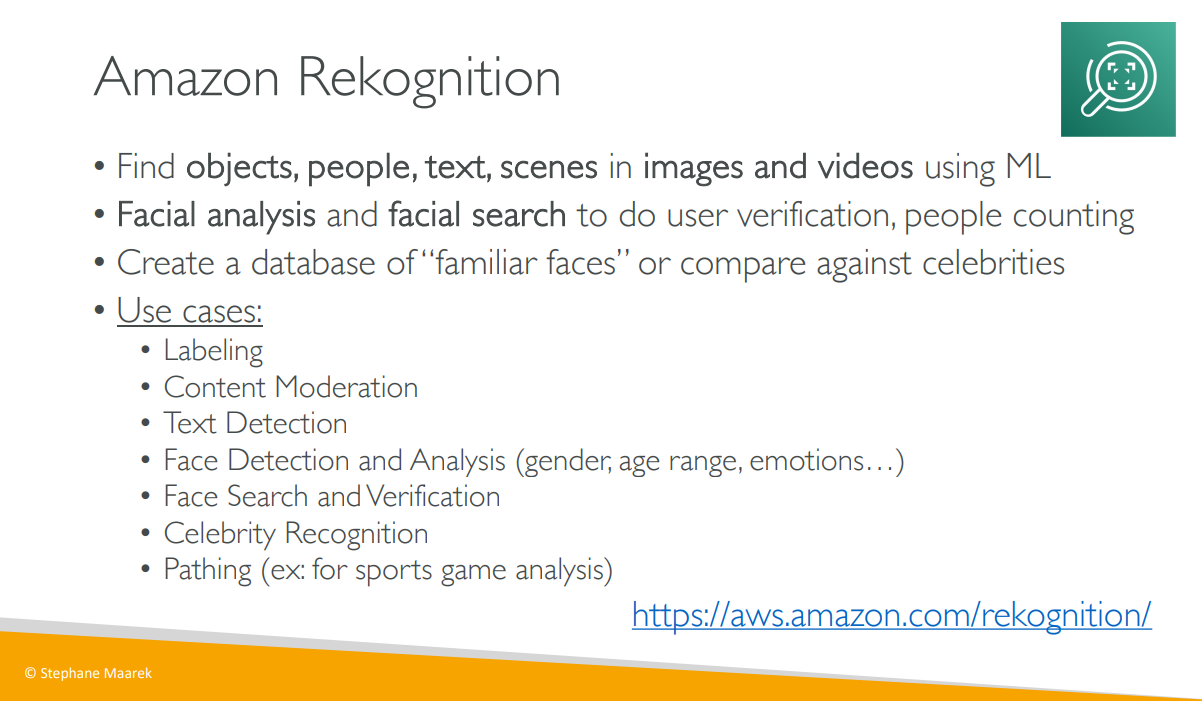 Amazon Rekognition
• Find objects, people, text, scenes in images and videos using ML
• Facial analysis and facial search to do user verification, people counting
• Create a database of “familiar faces” or compare against celebrities
• Use cases:
• Labeling
• Content Moderation
• Text Detection
• Face Detection and Analysis (gender, age range, emotions…)
• Face Search and Verification
• Celebrity Recognition
• Pathing (ex: for sports game analysis)
https://aws.amazon.com/rekognition/
© Stephane Maarek